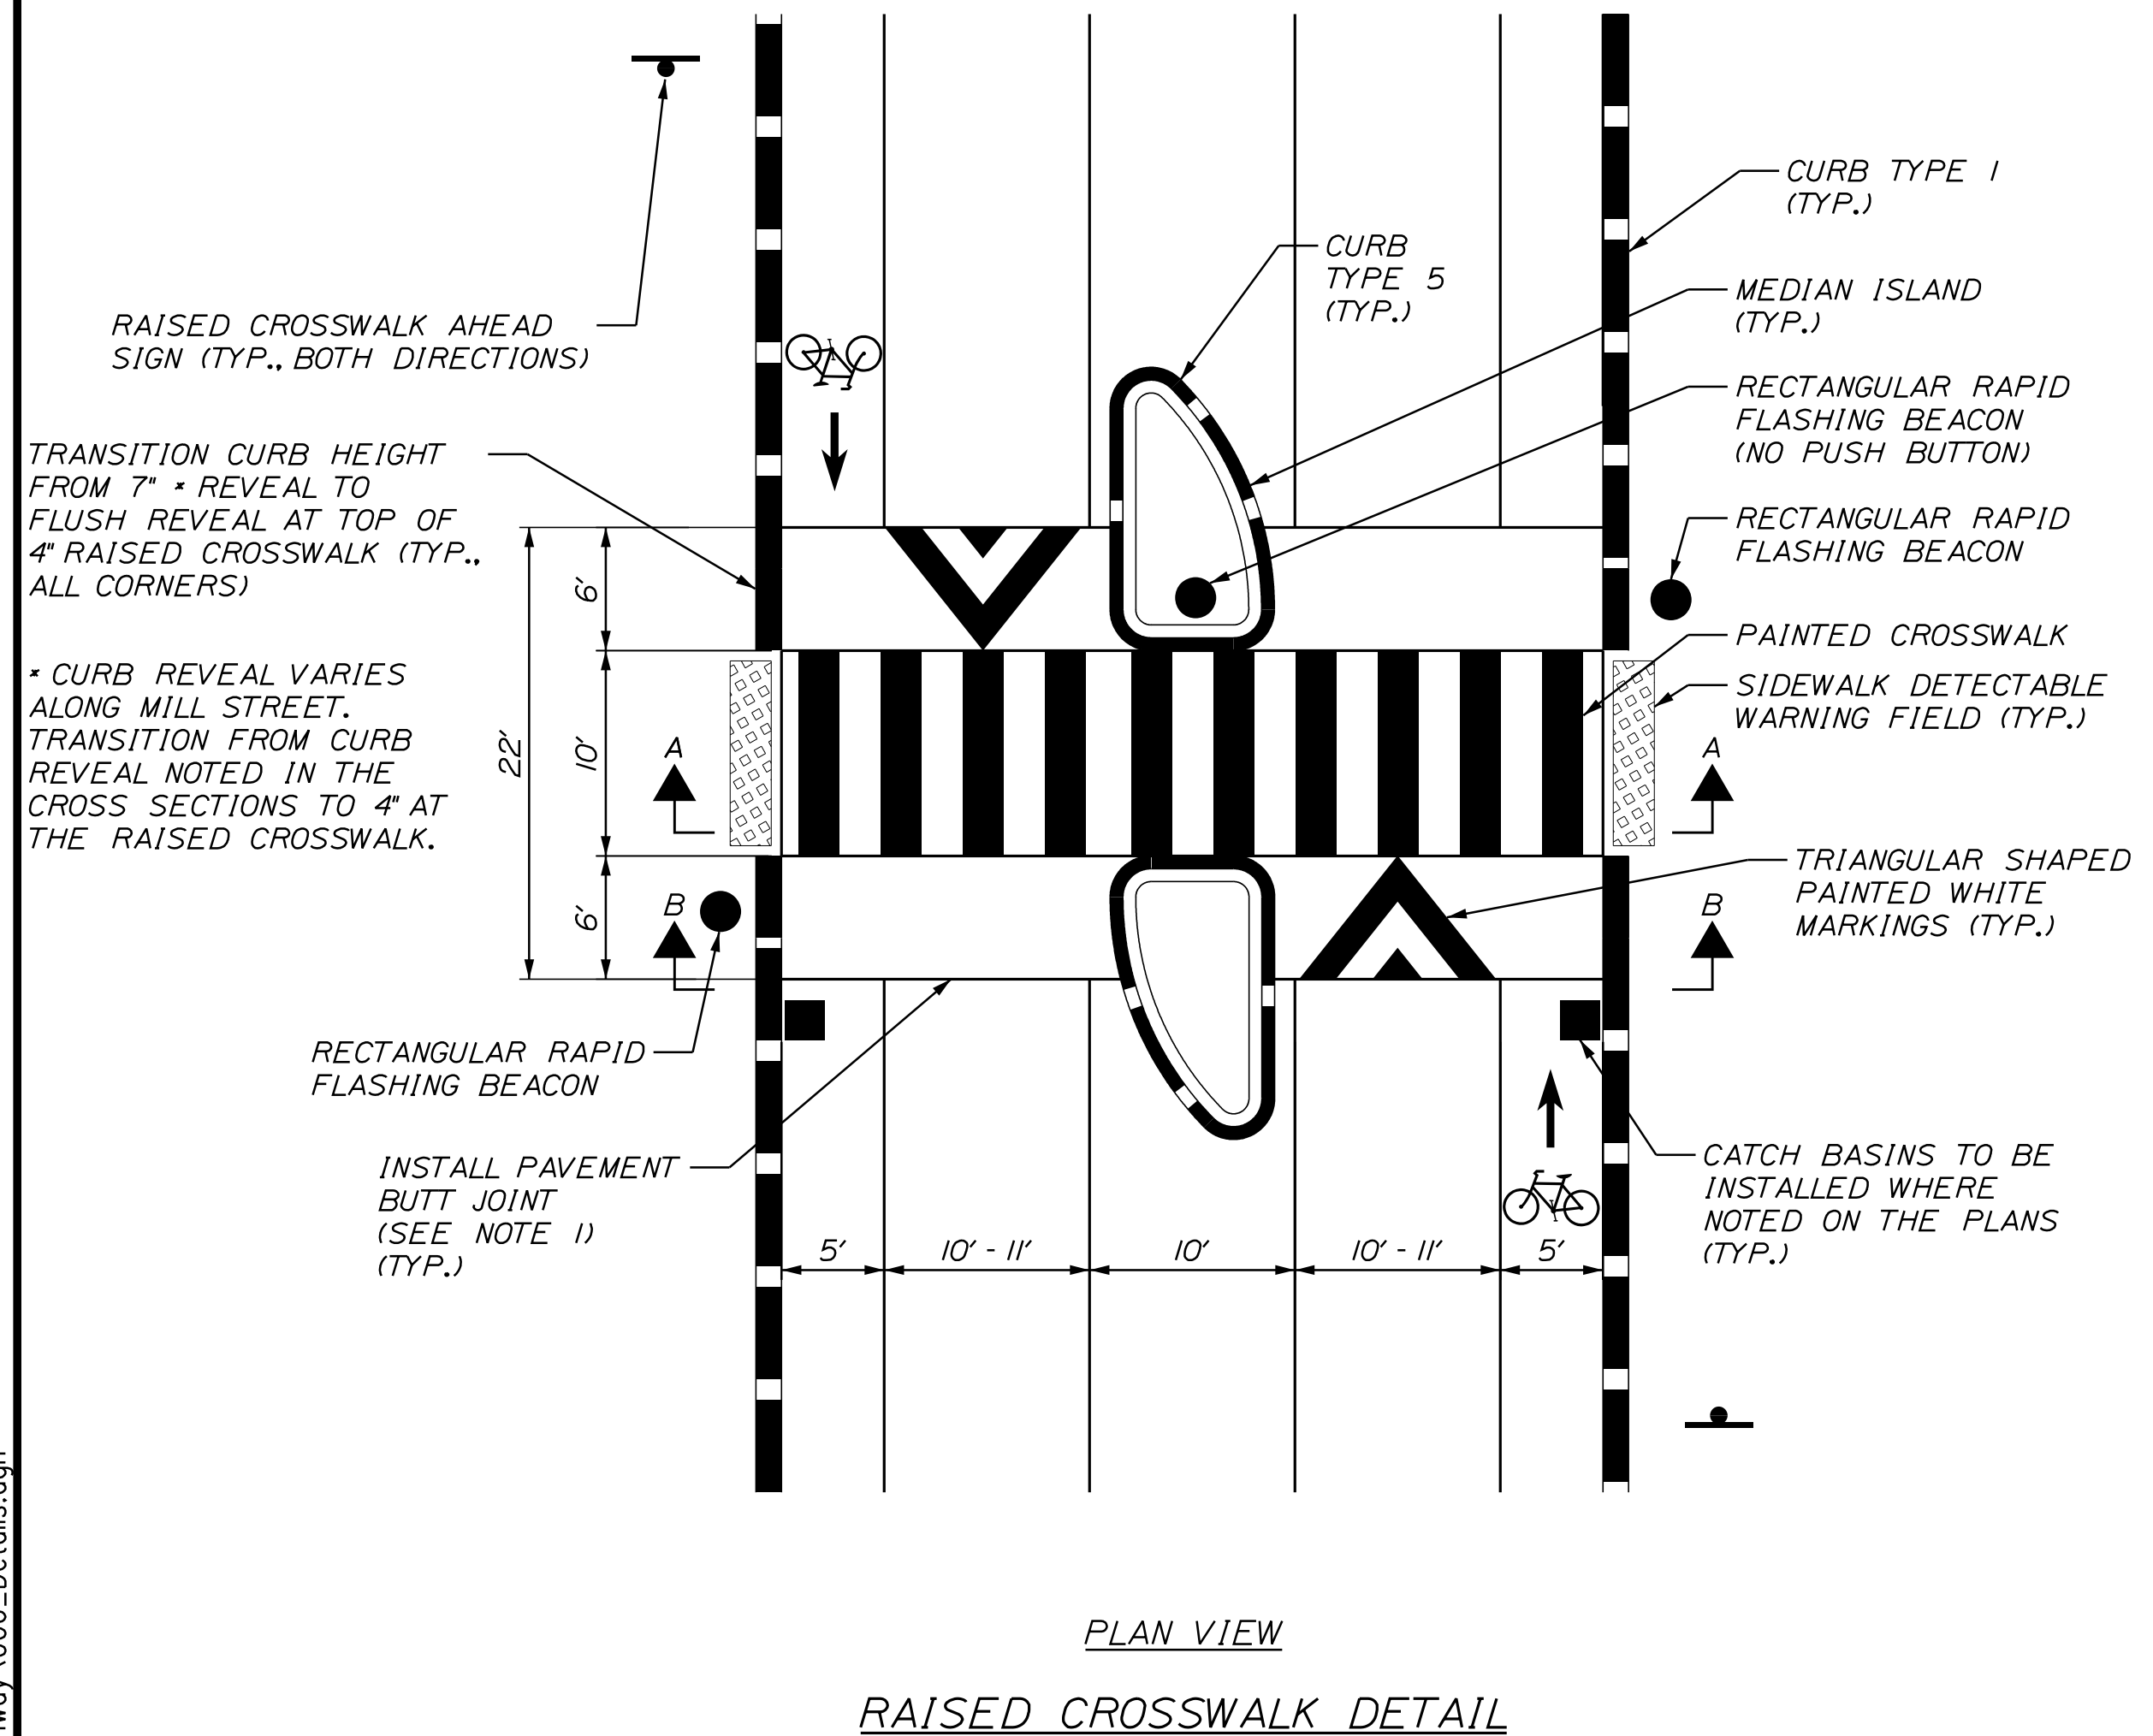 RAISED CROSSWALK AHEAD
SIGN (TYP., BOTH DIRECTIONS)
TRANSITION CURB HEIGHT
FROM 7" * REVEAL TO
FLUSH REVEAL AT TOP OF
4" RAISED CROSSWALK (TYP.,
ALL CORNERS)
* CURB REVEAL VARIES
ALONG MILL STREET.
TRANSITION FROM CURB
REVEAL NOTED IN THE
CROSS SECTIONS TO 4" AT
THE RAISED CROSSWALK.
CURB
TYPE 5
(TYP.)
CURB TYPE 1
(TYP.)
MEDIAN ISLAND
(TYP.)
RECTANGULAR RAPID
FLASHING BEACON
(NO PUSH BUTTON)
RECTANGULAR RAPID
FLASHING BEACON
PAINTED CROSSWALK
SIDEWALK DETECTABLE
WARNING FIELD (TYP.)
6'
10'
22'
6'
A
A
B
B
TRIANGULAR SHAPED
PAINTED WHITE
MARKINGS (TYP.)
RECTANGULAR RAPID
FLASHING BEACON
INSTALL PAVEMENT
BUTT JOINT
(SEE NOTE 1)
(TYP.)
CATCH BASINS TO BE
INSTALLED WHERE
NOTED ON THE PLANS
(TYP.)
5'
10' - 11'
10'
10' - 11'
5'
PLAN VIEW
RAISED CROSSWALK DETAIL